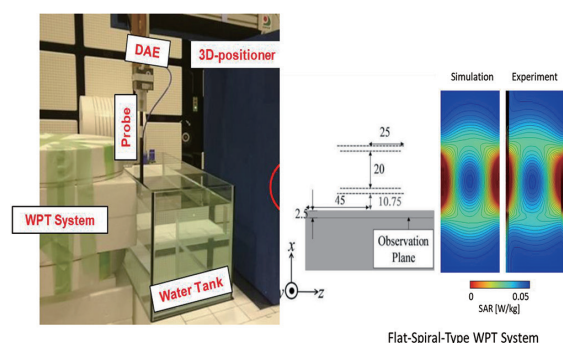 DAE
3D-positioner
Probe
WPT System
Water Tank
25
20
45
10.75
2.5
Observation
Plane
x
y
z
Simulation
Experiment
0
0.05
SAR [W/kg]
Flat-Spiral-Type WPT System